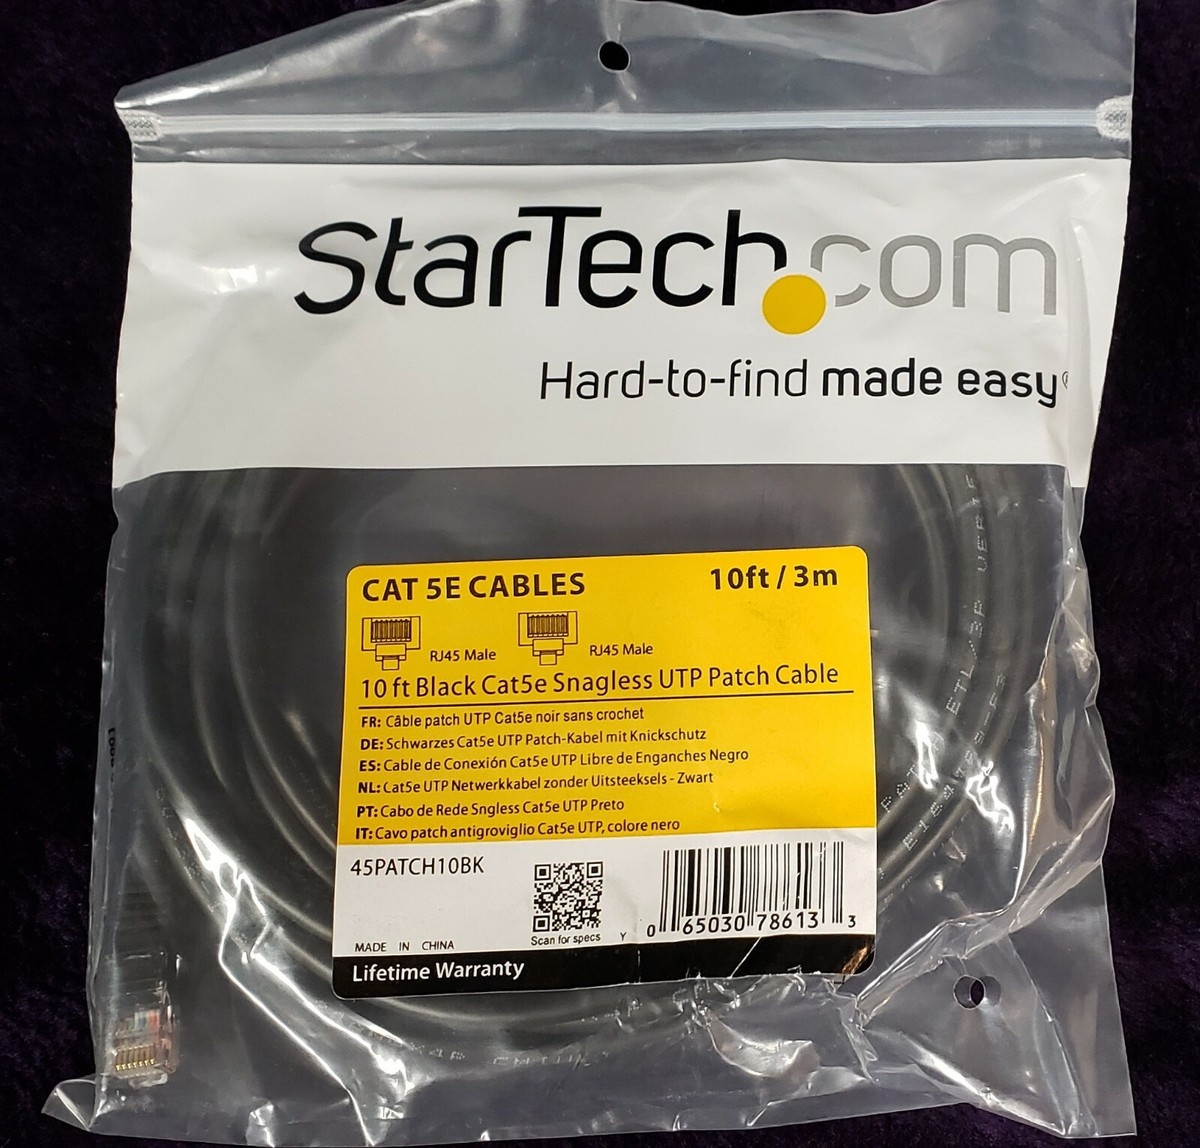 StarTech.com
Hard-to-find made easy®
CAT 5E CABLES 10ft / 3m
RJ45 Male RJ45 Male
10 ft Black Cat5e Snagless UTP Patch Cable
FR: Câble patch UTP Cat5e noir sans crochet
DE: Schwarzes Cat5e UTP Patch-Kabel mit Knickschutz
ES: Cable de Conexión Cat5e UTP Libre de Enganches Negro
NL: Cat5e UTP Netwerkkabel zonder Uitsteeksels - Zwart
PT: Cabo de Rede Sngless Cat5e UTP Preto
IT: Cavo patch antigroviglio Cat5e UTP, colore nero
45PATCH10BK
0 65030 78613 3
Scan for specs Y
MADE IN CHINA
Lifetime Warranty